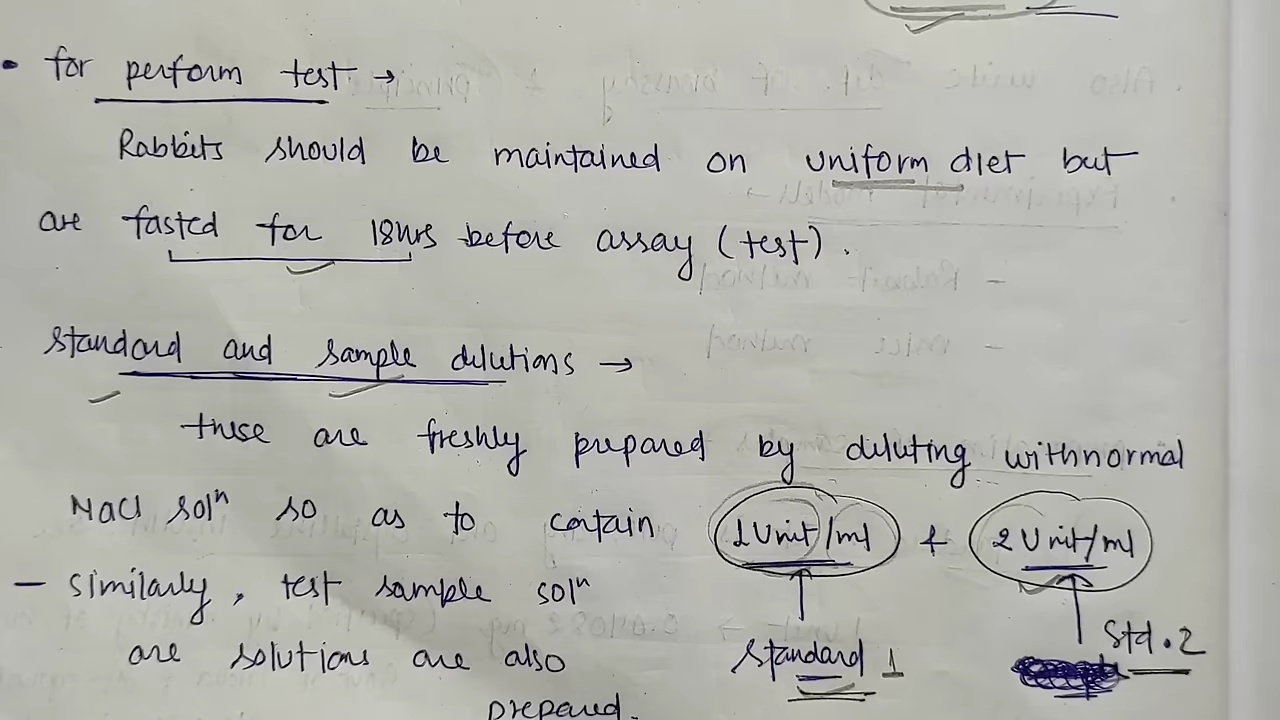 • for perform test →
Rabbits should be maintained on uniform diet but
are fasted for 18hrs before assay (test).
Standard and sample dilutions →
these are freshly prepared by diluting with normal
NaCl solⁿ so as to contain 1 Unit/ml + 2 Unit/ml
– Similarly, test sample solⁿ
Standard 1
Std. 2
are solutions are also
prepared.